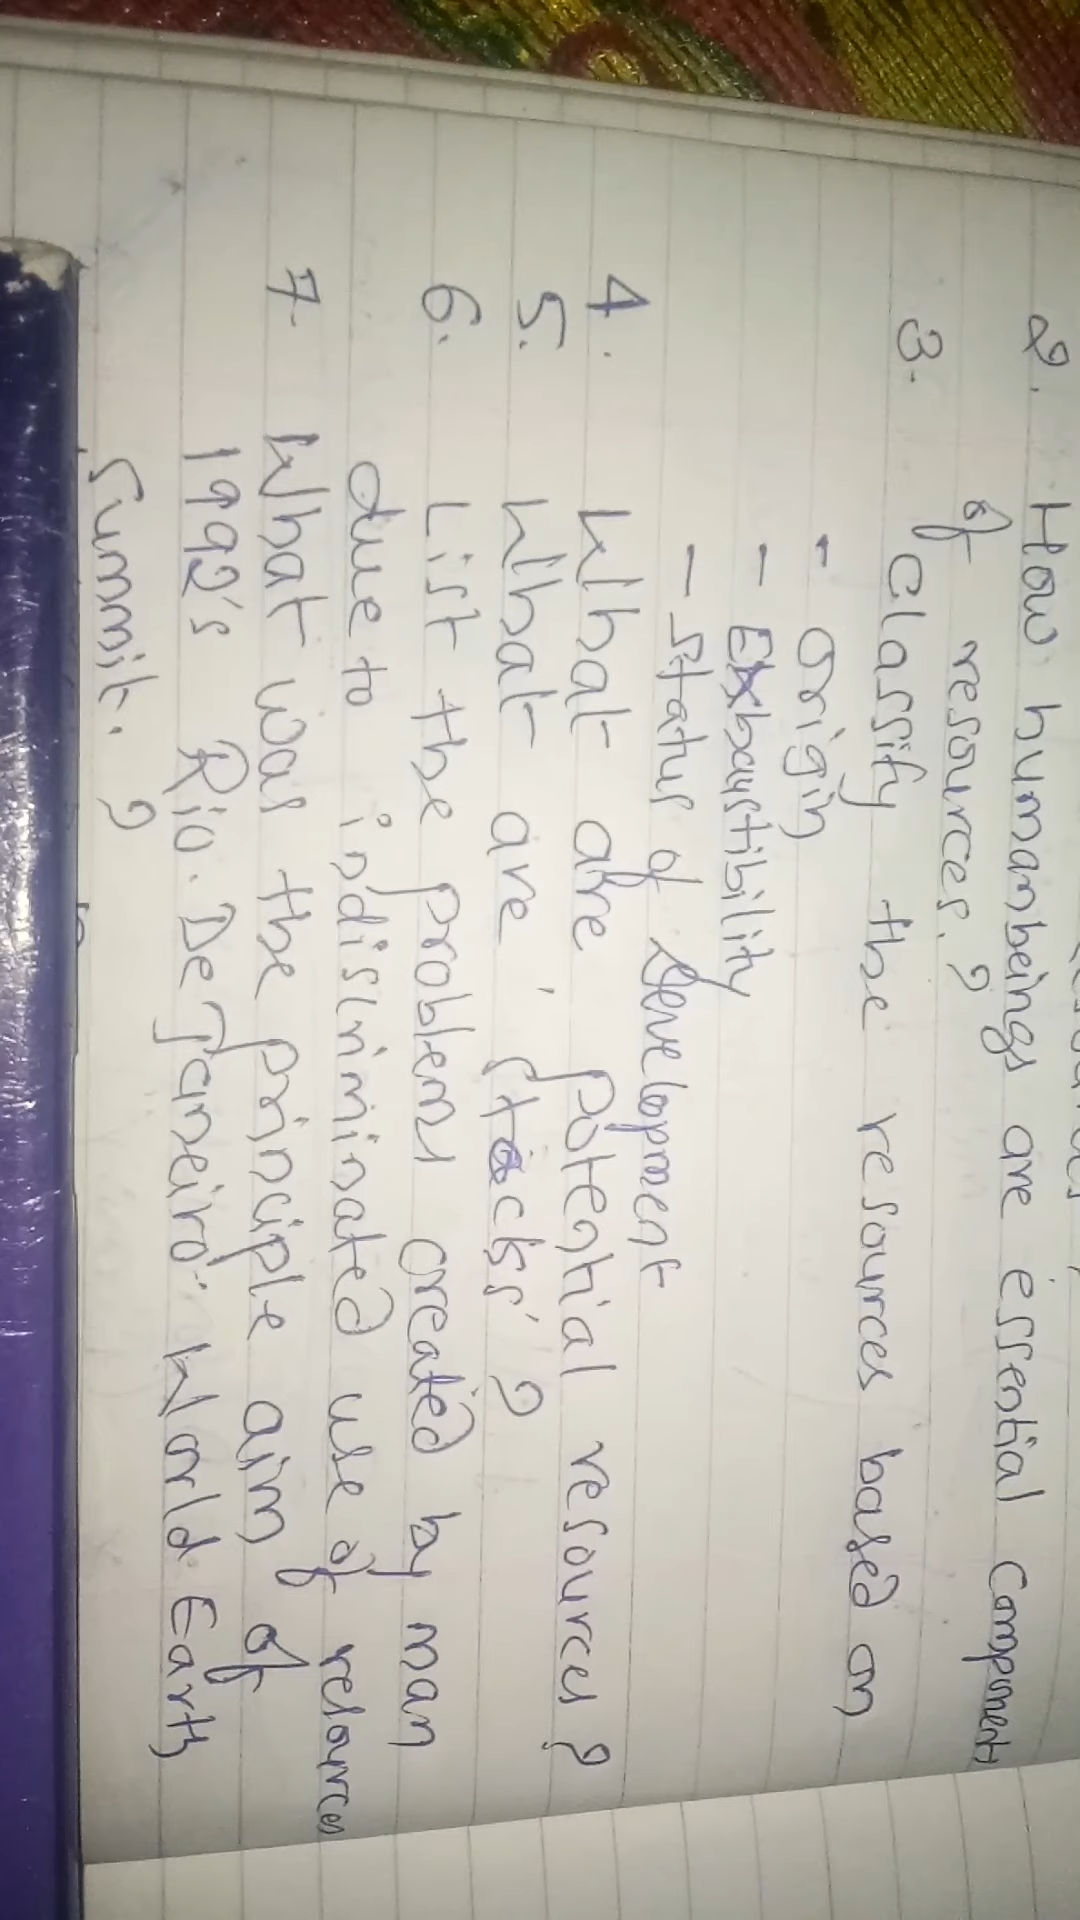 2. How humanbeings are essential components
of resources?
3. Classify the resources based on
- origin
- Exhaustibility
- Status of Development
4. What are potential resources?
5. What are 'stocks'?
6. List the problems created by man
due to indiscriminated use of resources
7. What was the principle aim of
1992's Rio. De Janeiro. World Earth
Summit. ?